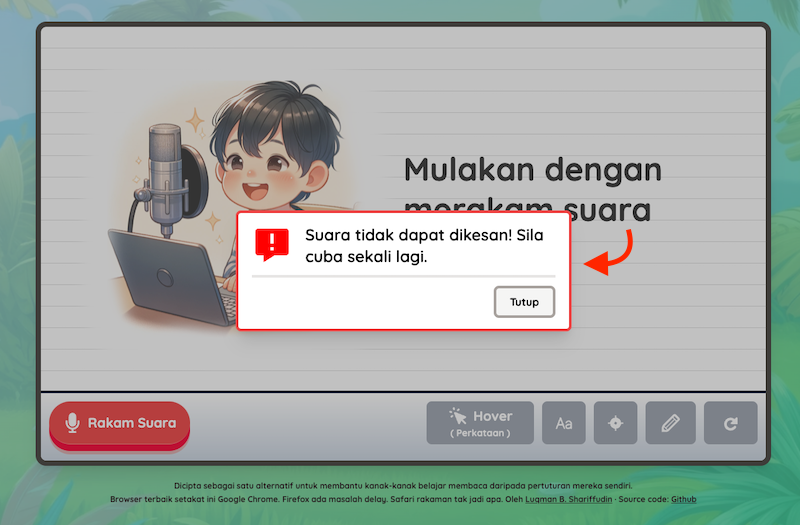 Mulakan dengan
merakam suara
Suara tidak dapat dikesan! Sila
cuba sekali lagi.
Tutup
Rakam Suara
Hover
( Perkataan )
Aa
Dicipta sebagai satu alternatif untuk membantu kanak-kanak belajar membaca daripada pertuturan mereka sendiri.
Browser terbaik setakat ini Google Chrome. Firefox ada masalah delay. Safari rakaman tak jadi apa. Oleh Luqman B. Shariffudin · Source code: Github